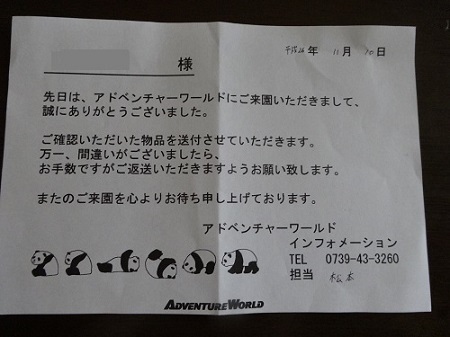 平成26年 11月 10日
様
先日は、アドベンチャーワールドにご来園いただきまして、
誠にありがとうございました。
ご確認いただいた物品を送付させていただきます。
万一、間違いがございましたら、
お手数ですがご返送いただきますようお願い致します。
またのご来園を心よりお待ち申し上げております。
アドベンチャーワールド
インフォメーション
TEL 0739-43-3260
担当 松本
ADVENTURE WORLD